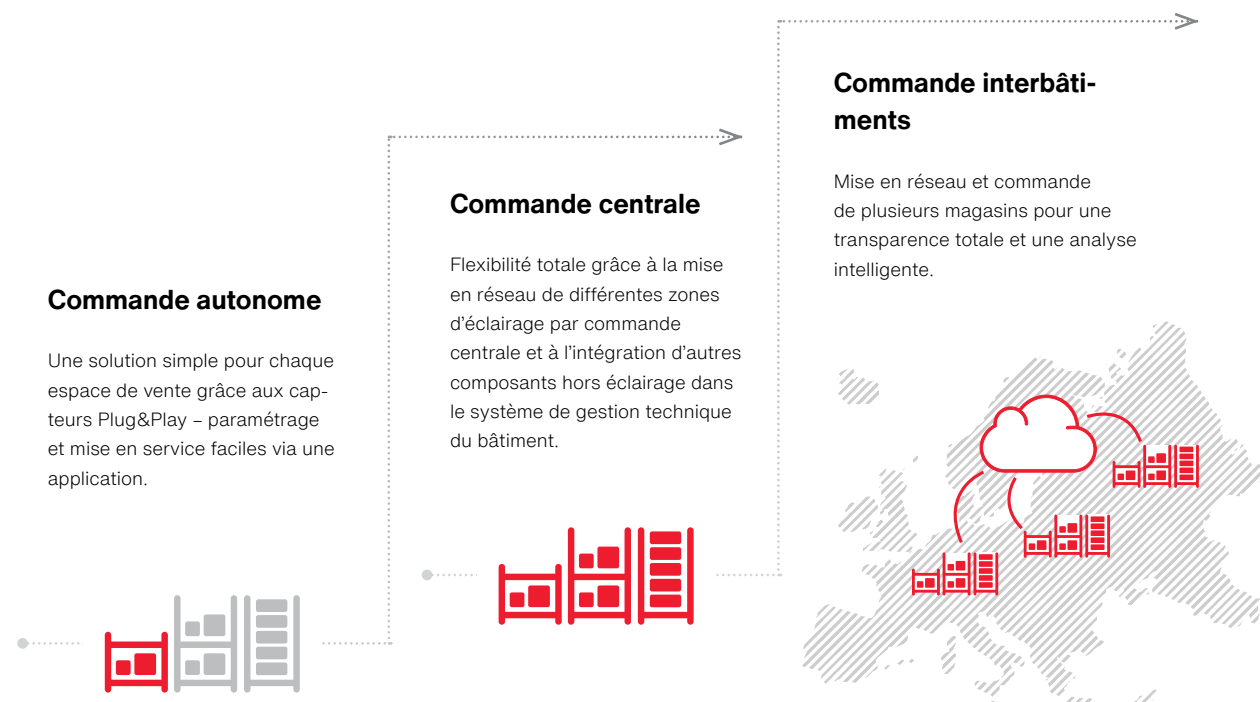 Commande autonome
Une solution simple pour chaque
espace de vente grâce aux cap-
teurs Plug&Play – paramétrage
et mise en service faciles via une
application.
Commande centrale
Flexibilité totale grâce à la mise
en réseau de différentes zones
d’éclairage par commande
centrale et à l’intégration d’autres
composants hors éclairage dans
le système de gestion technique
du bâtiment.
Commande interbâti-
ments
Mise en réseau et commande
de plusieurs magasins pour une
transparence totale et une analyse
intelligente.